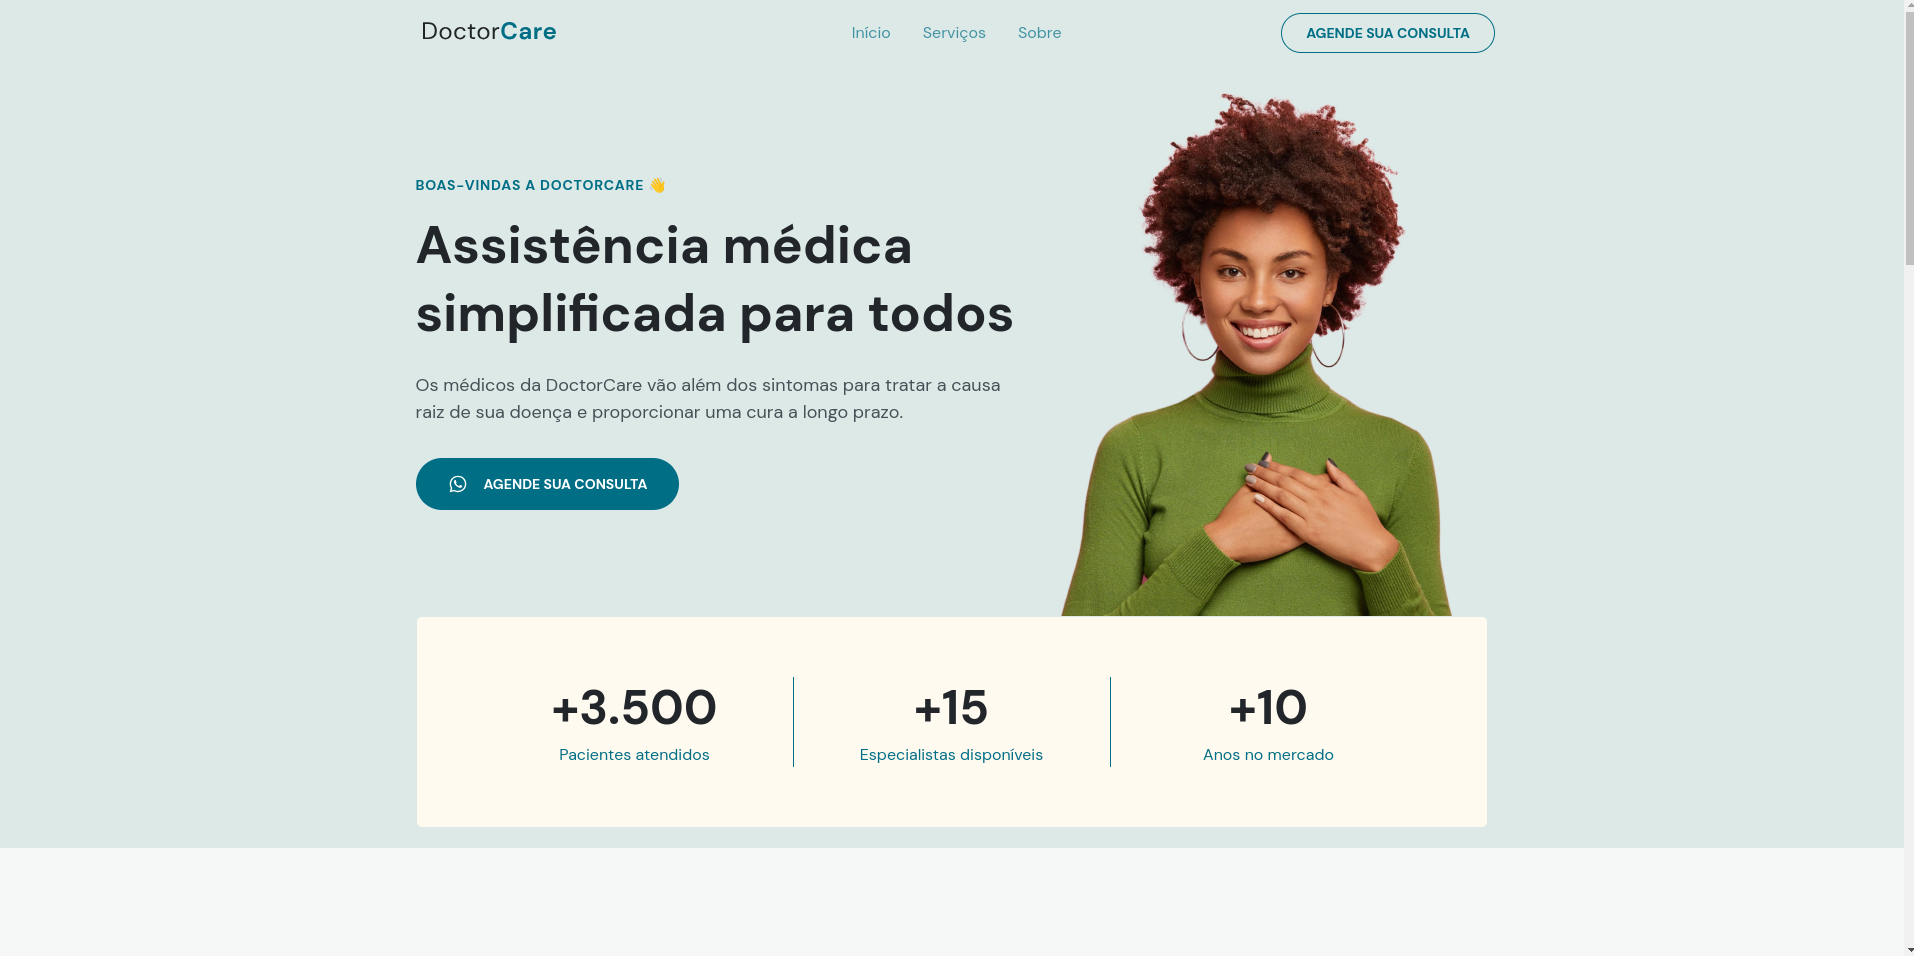 DoctorCare
Início
Serviços
Sobre
AGENDE SUA CONSULTA
BOAS-VINDAS A DOCTORCARE 👋
Assistência médica
simplificada para todos
Os médicos da DoctorCare vão além dos sintomas para tratar a causa
raiz de sua doença e proporcionar uma cura a longo prazo.
AGENDE SUA CONSULTA
+3.500
Pacientes atendidos
+15
Especialistas disponíveis
+10
Anos no mercado